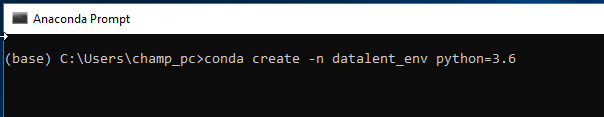 Anaconda Prompt
(base) C:\Users\champ_pc>conda create -n datalent_env python=3.6